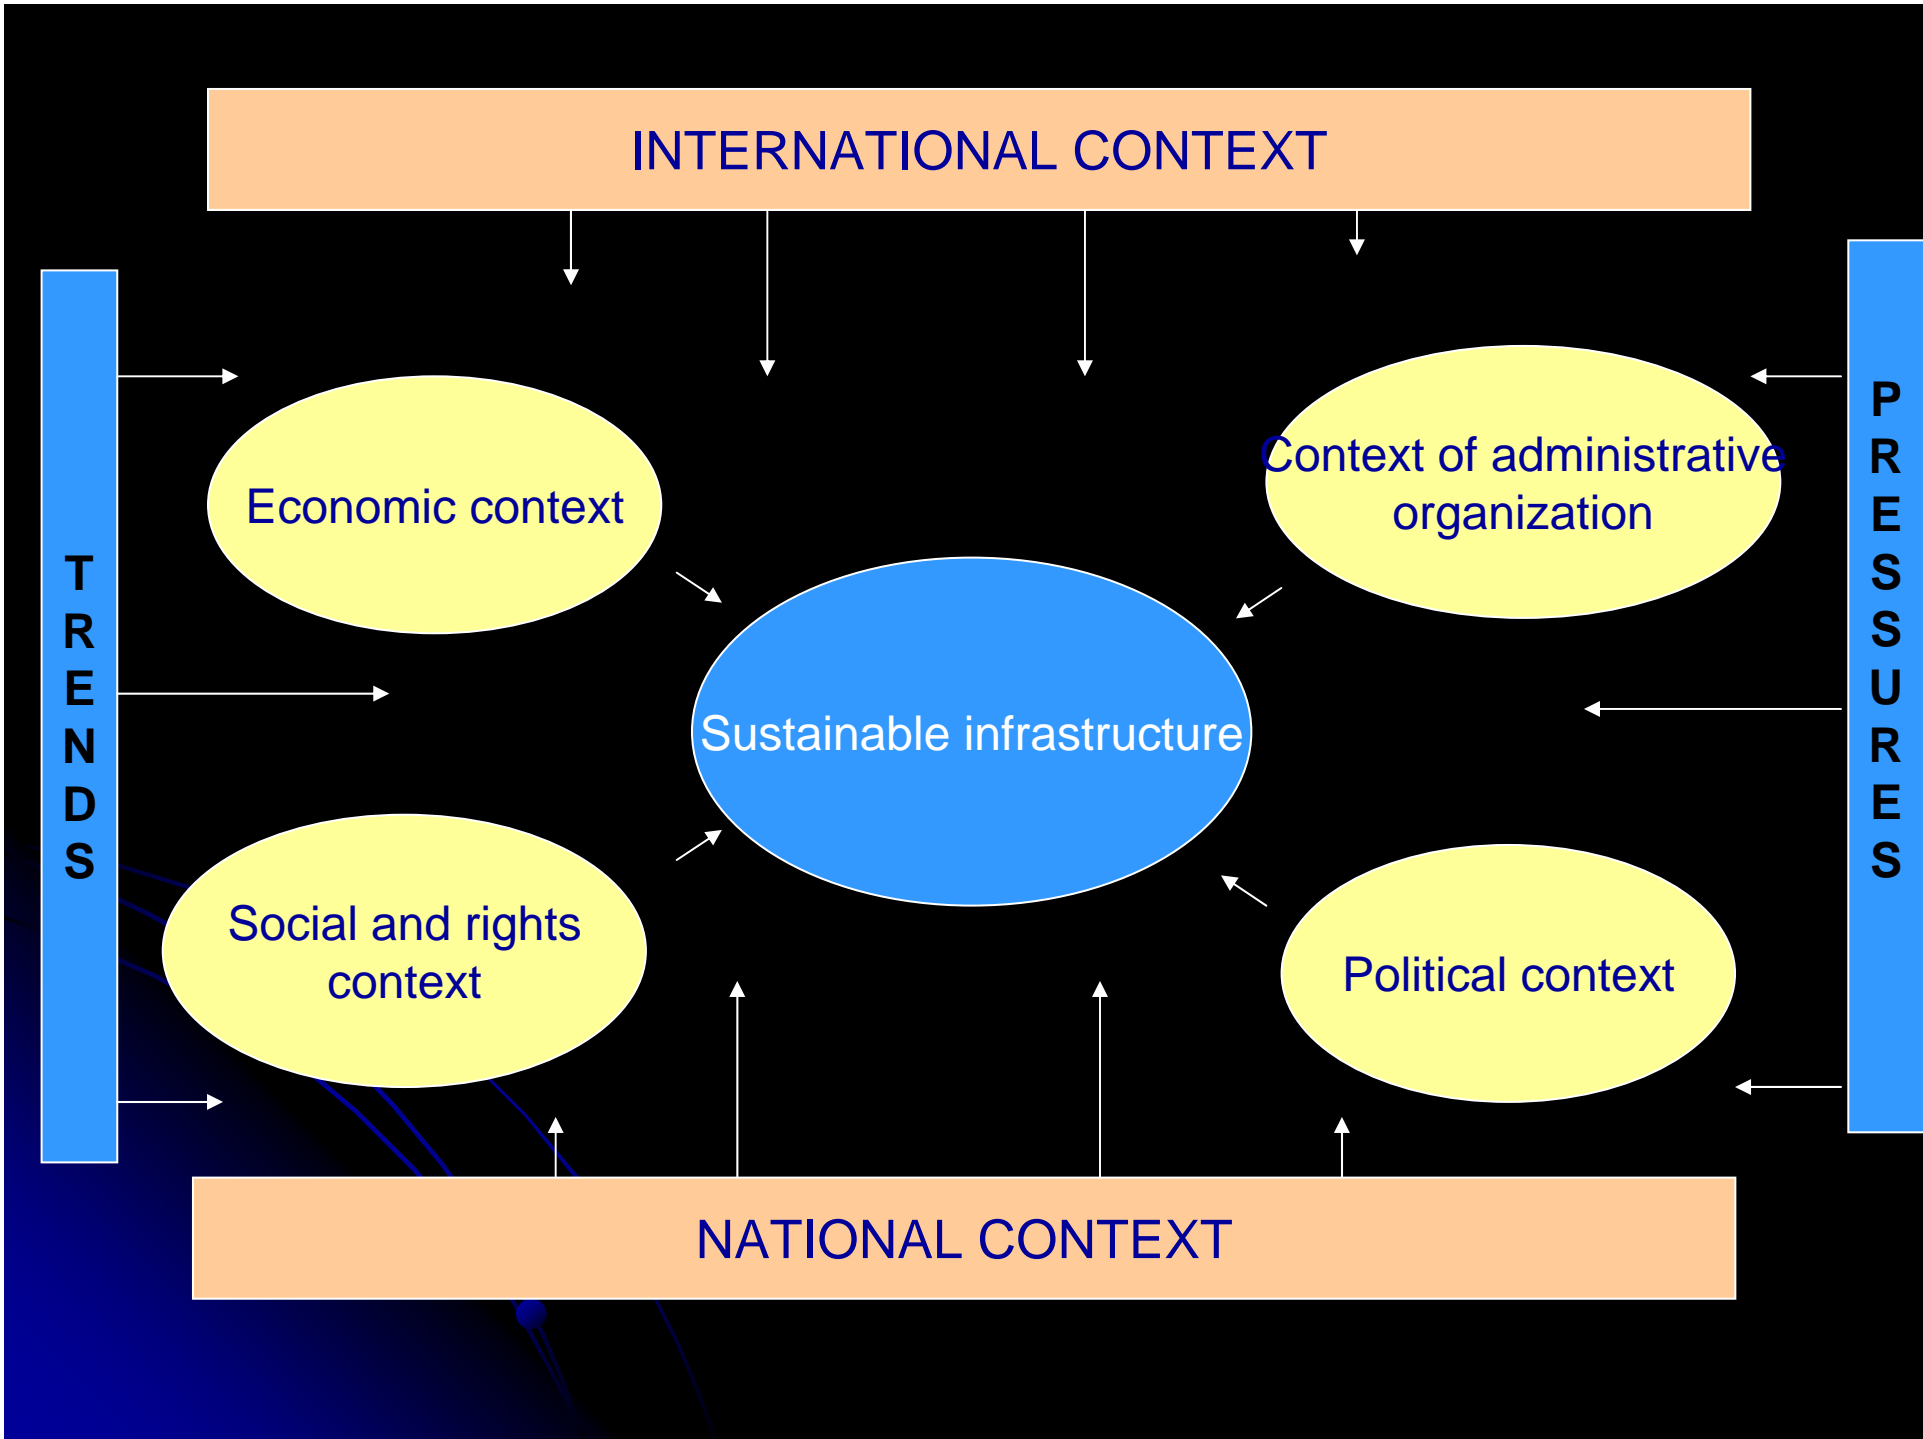 INTERNATIONAL CONTEXT
TRENDS
PRESSURES
Economic context
Context of administrative
organization
Sustainable infrastructure
Social and rights
context
Political context
NATIONAL CONTEXT